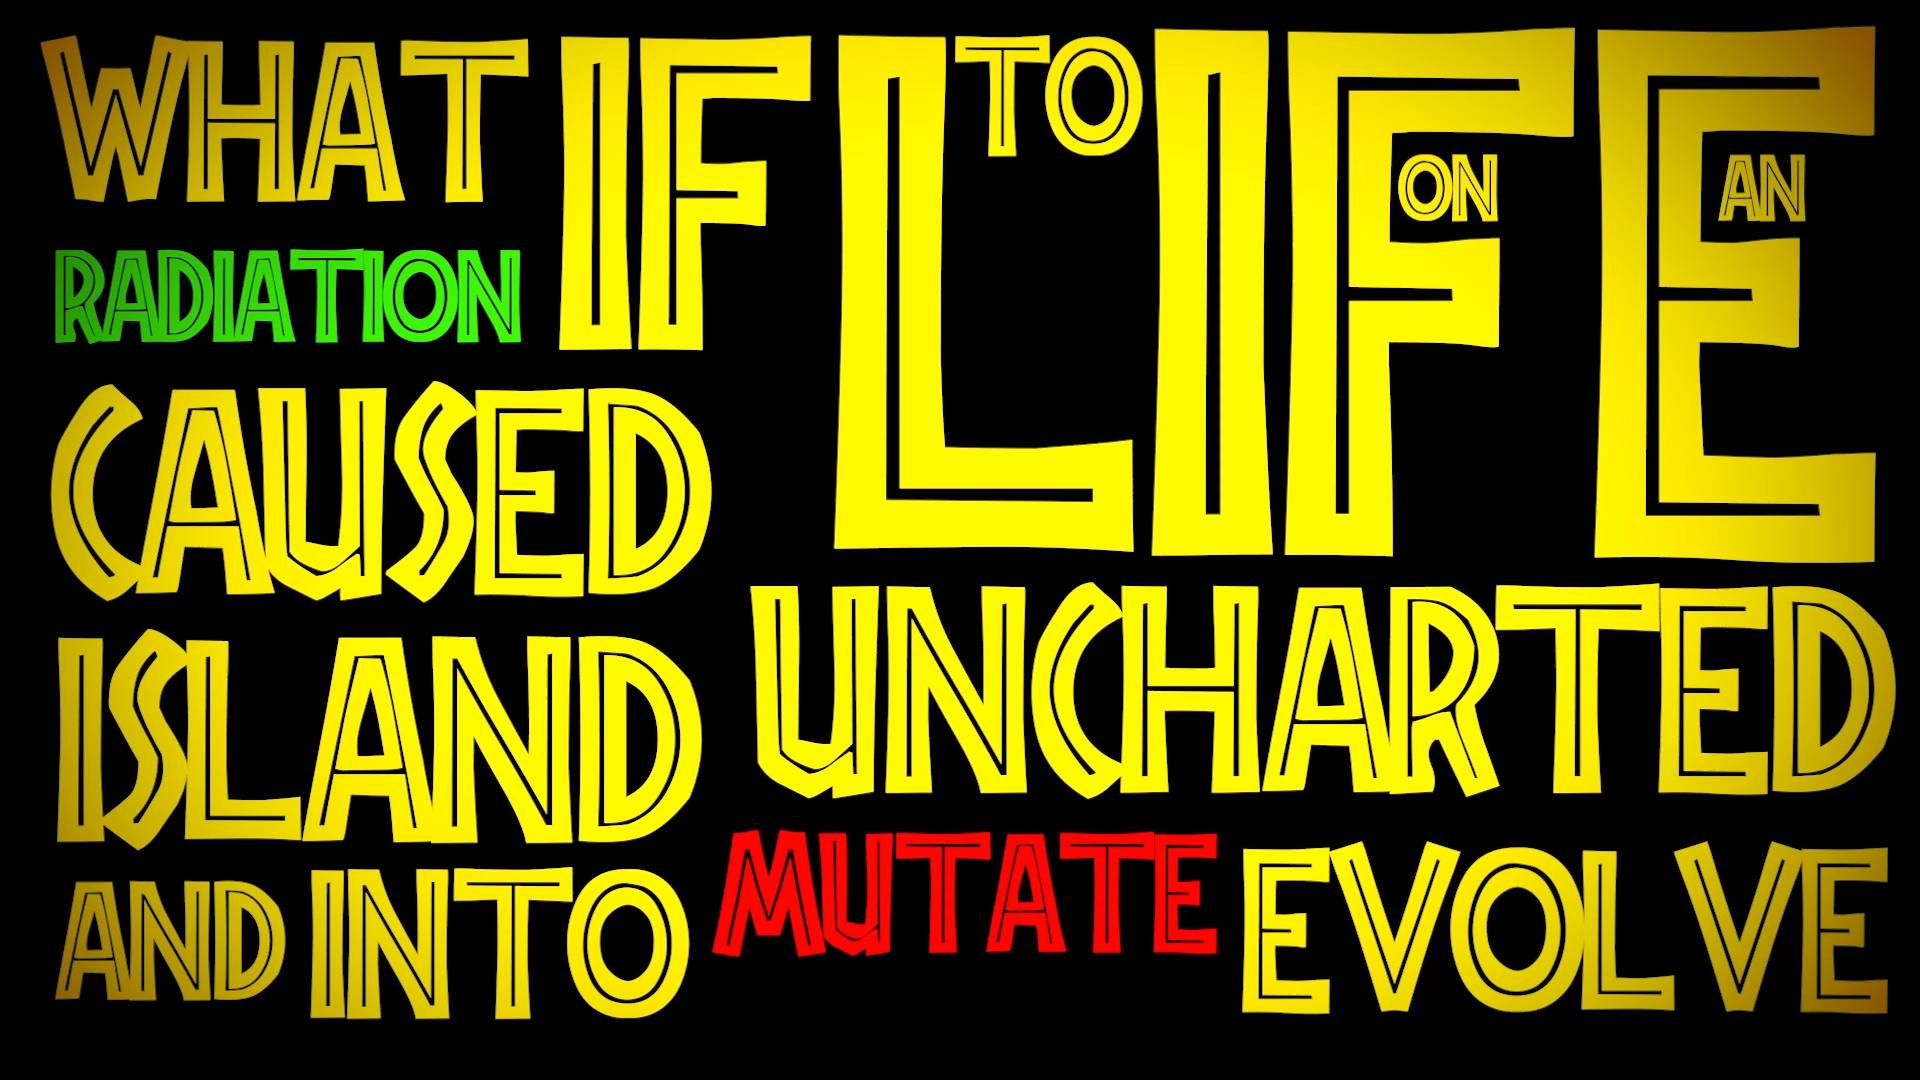 WHAT IF LIFE
TO
ON
AN
RADIATION
CAUSED
ISLAND UNCHARTED
AND INTO MUTATE EVOLVE